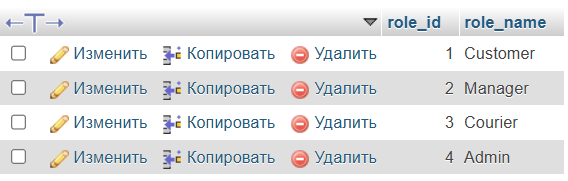 role_id role_name
Изменить Копировать Удалить 1 Customer
Изменить Копировать Удалить 2 Manager
Изменить Копировать Удалить 3 Courier
Изменить Копировать Удалить 4 Admin